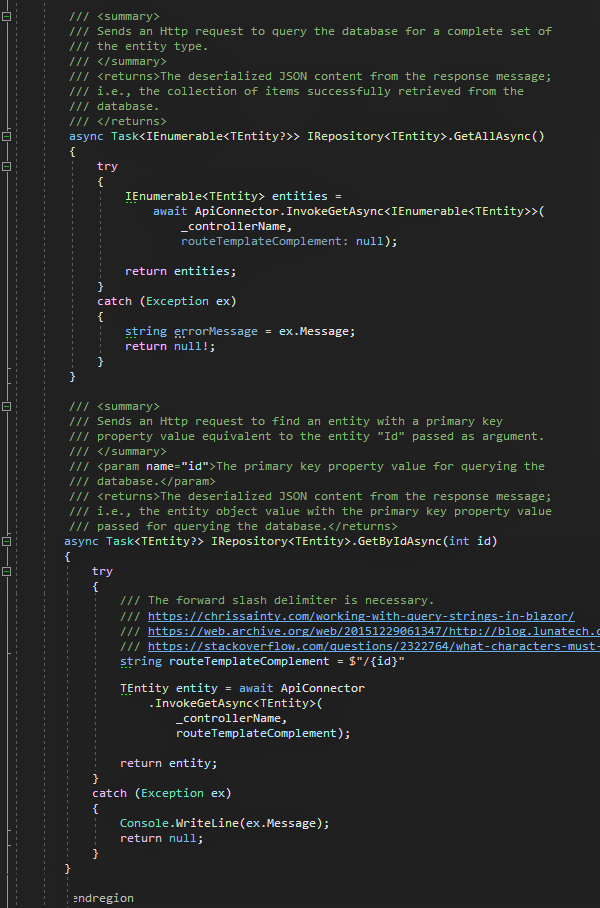 /// <summary>
/// Sends an Http request to query the database for a complete set of
/// the entity type.
/// </summary>
/// <returns>The deserialized JSON content from the response message;
/// i.e., the collection of items successfully retrieved from the
/// database.
/// </returns>
async Task<IEnumerable<TEntity?>> IRepository<TEntity>.GetAllAsync()
{
try
{
IEnumerable<TEntity> entities =
await ApiConnector.InvokeGetAsync<IEnumerable<TEntity>>(
_controllerName,
routeTemplateComplement: null);
return entities;
}
catch (Exception ex)
{
string errorMessage = ex.Message;
return null!;
}
}
/// <summary>
/// Sends an Http request to find an entity with a primary key
/// property value equivalent to the entity "Id" passed as argument.
/// </summary>
/// <param name="id">The primary key property value for querying the
/// database.</param>
/// <returns>The deserialized JSON content from the response message;
/// i.e., the entity object value with the primary key property value
/// passed for querying the database.</returns>
async Task<TEntity?> IRepository<TEntity>.GetByIdAsync(int id)
{
try
{
/// The forward slash delimiter is necessary.
/// https://chrissainty.com/working-with-query-strings-in-blazor/
/// https://web.archive.org/web/20151229061347/http://blog.lunatech.c
/// https://stackoverflow.com/questions/2322764/what-characters-must-
string routeTemplateComplement = $"/{id}"
TEntity entity = await ApiConnector
.InvokeGetAsync<TEntity>(
_controllerName,
routeTemplateComplement);
return entity;
}
catch (Exception ex)
{
Console.WriteLine(ex.Message);
return null;
}
}
endregion